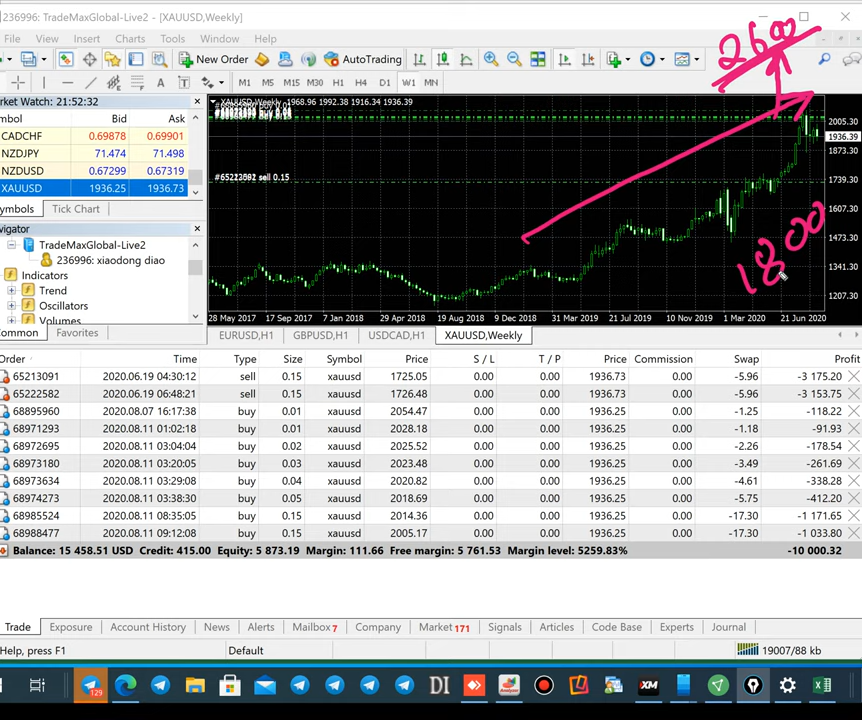 236996: TradeMaxGlobal-Live2 - [XAUUSD,Weekly]
File View Insert Charts Tools Window Help
New Order AutoTrading
M1 M5 M15 M30 H1 H4 D1 W1 MN
Market Watch: 21:52:32
Symbol Bid Ask
CADCHF 0.69878 0.69901
NZDJPY 71.474 71.498
NZDUSD 0.67299 0.67319
XAUUSD 1936.25 1936.73
Symbols Tick Chart
Navigator
TradeMaxGlobal-Live2
236996: xiaodong diao
Indicators
Trend
Oscillators
Volumes
Common Favorites
XAUUSD,Weekly 1968.96 1992.38 1916.34 1936.39
#65213091 sell 0.15
2600
1800
2005.30
1936.39
1873.30
1739.30
1607.30
1473.30
1341.30
1207.30
28 May 2017 17 Sep 2017 7 Jan 2018 29 Apr 2018 19 Aug 2018 9 Dec 2018 31 Mar 2019 21 Jul 2019 10 Nov 2019 1 Mar 2020 21 Jun 2020
EURUSD,H1 GBPUSD,H1 USDCAD,H1 XAUUSD,Weekly
Order Time Type Size Symbol Price S / L T / P Price Commission Swap Profit
65213091 2020.06.19 04:30:12 sell 0.15 xauusd 1725.05 0.00 0.00 1936.73 0.00 -5.96 -3 175.20
65222582 2020.06.19 06:48:21 sell 0.15 xauusd 1726.48 0.00 0.00 1936.73 0.00 -5.96 -3 153.75
68895960 2020.08.07 16:17:38 buy 0.01 xauusd 2054.47 0.00 0.00 1936.25 0.00 -1.25 -118.22
68971293 2020.08.11 01:02:18 buy 0.01 xauusd 2028.18 0.00 0.00 1936.25 0.00 -1.18 -91.93
68972695 2020.08.11 03:04:04 buy 0.02 xauusd 2025.52 0.00 0.00 1936.25 0.00 -2.26 -178.54
68973180 2020.08.11 03:20:05 buy 0.03 xauusd 2023.48 0.00 0.00 1936.25 0.00 -3.49 -261.69
68973634 2020.08.11 03:29:08 buy 0.04 xauusd 2020.82 0.00 0.00 1936.25 0.00 -4.61 -338.28
68974273 2020.08.11 03:38:30 buy 0.05 xauusd 2018.69 0.00 0.00 1936.25 0.00 -5.75 -412.20
68985524 2020.08.11 08:35:05 buy 0.15 xauusd 2014.36 0.00 0.00 1936.25 0.00 -17.30 -1 171.65
68988477 2020.08.11 09:12:08 buy 0.15 xauusd 2005.17 0.00 0.00 1936.25 0.00 -17.30 -1 033.80
Balance: 15 458.51 USD Credit: 415.00 Equity: 5 873.19 Margin: 111.66 Free margin: 5 761.53 Margin level: 5259.83% -10 000.32
Trade Exposure Account History News Alerts Mailbox 7 Company Market 171 Signals Articles Code Base Experts Journal
Help, press F1 Default 19007/88 kb
129 DI XM